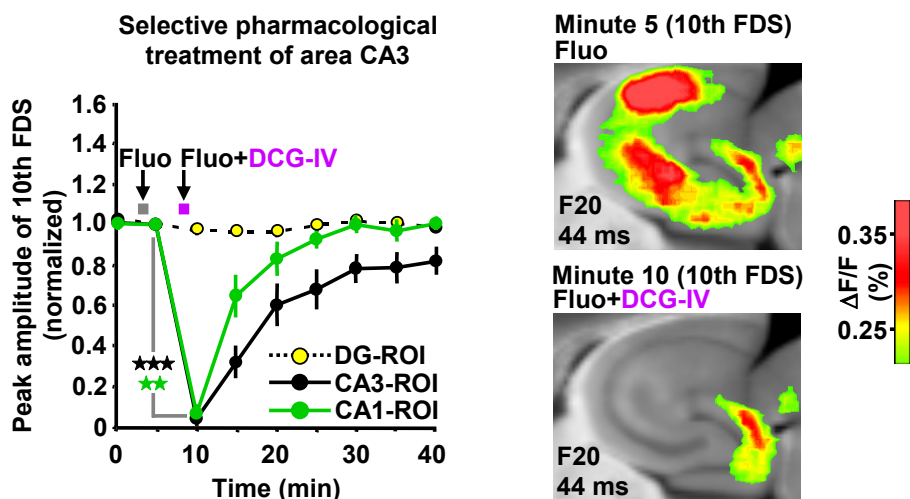 Selective pharmacological
treatment of area CA3
Peak amplitude of 10th FDS
(normalized)
1.6
1.4
1.2
1.0
0.8
0.6
0.4
0.2
0
Fluo
Fluo+DCG-IV
★★★
★★
DG-ROI
CA3-ROI
CA1-ROI
0 10 20 30 40
Time (min)
Minute 5 (10th FDS)
Fluo
F20
44 ms
Minute 10 (10th FDS)
Fluo+DCG-IV
F20
44 ms
0.35
0.25
ΔF/F
(%)